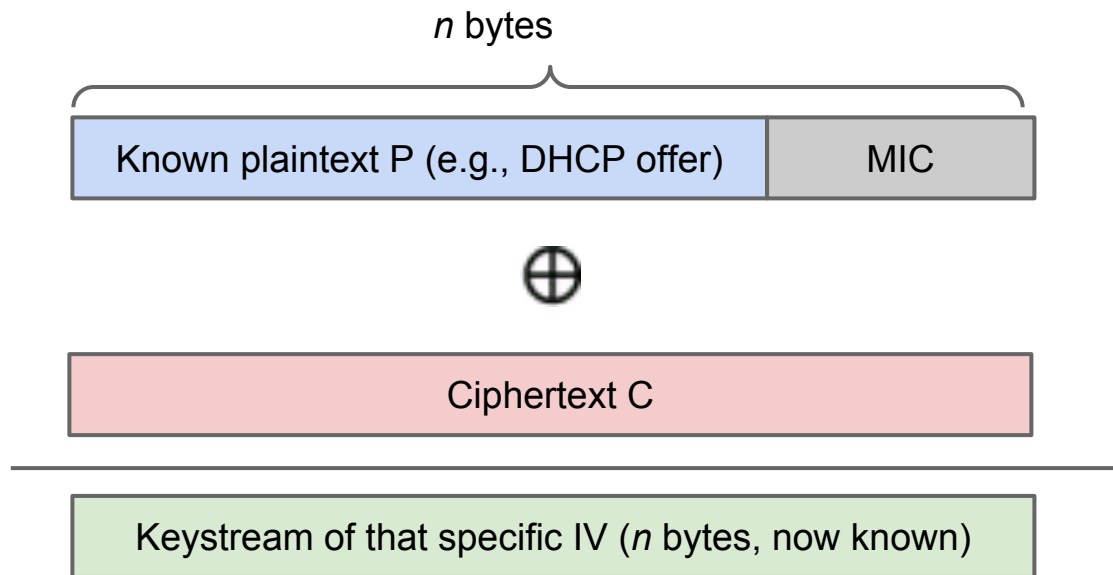 n bytes
Known plaintext P (e.g., DHCP offer) MIC
Ciphertext C
Keystream of that specific IV (n bytes, now known)